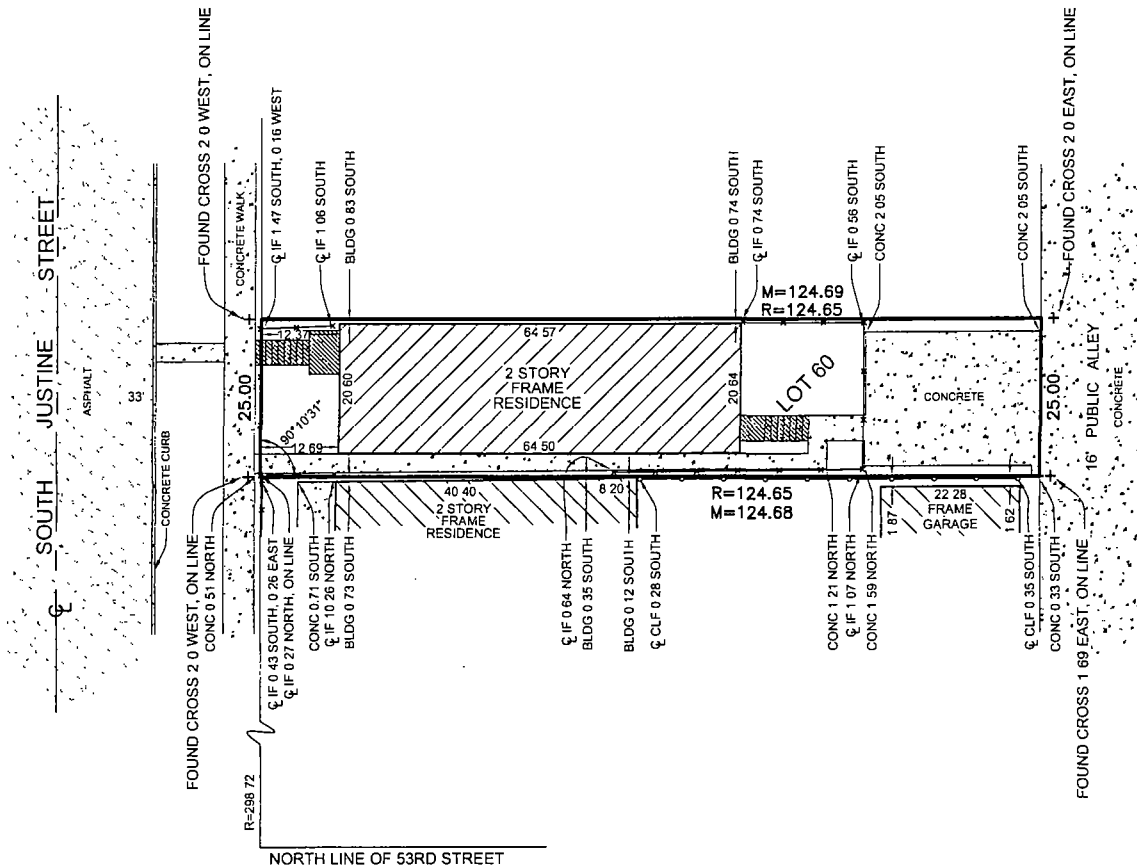 SOUTH JUSTINE STREET
℄
ASPHALT
33'
CONCRETE CURB
CONCRETE WALK
FOUND CROSS 2 0 WEST, ON LINE
℄ IF 1 47 SOUTH, 0 16 WEST
℄ IF 1 06 SOUTH
BLDG 0 83 SOUTH
BLDG 0 74 SOUTH
℄ IF 0 74 SOUTH
℄ IF 0 56 SOUTH
CONC 2 05 SOUTH
CONC 2 05 SOUTH
FOUND CROSS 2 0 EAST, ON LINE
M=124.69
R=124.65
12 37
64 57
25.00
20 60
2 STORY
FRAME
RESIDENCE
20 64
LOT 60
CONCRETE
25.00
16' PUBLIC ALLEY
CONCRETE
90° 10'31"
12 69
64 50
40 40
2 STORY
FRAME
RESIDENCE
8 20
R=124.65
M=124.68
1 87
22 28
FRAME
GARAGE
1 62
FOUND CROSS 2 0 WEST, ON LINE
CONC 0 51 NORTH
℄ IF 0 43 SOUTH, 0 26 EAST
℄ IF 0 27 NORTH, ON LINE
CONC 0.71 SOUTH
℄ IF 10 26 NORTH
BLDG 0 73 SOUTH
℄ IF 0 64 NORTH
BLDG 0 35 SOUTH
BLDG 0 12 SOUTH
℄ CLF 0 28 SOUTH
CONC 1 21 NORTH
℄ IF 1 07 NORTH
CONC 1 59 NORTH
℄ CLF 0 35 SOUTH
CONC 0 33 SOUTH
FOUND CROSS 1 69 EAST, ON LINE
R=298 72
NORTH LINE OF 53RD STREET